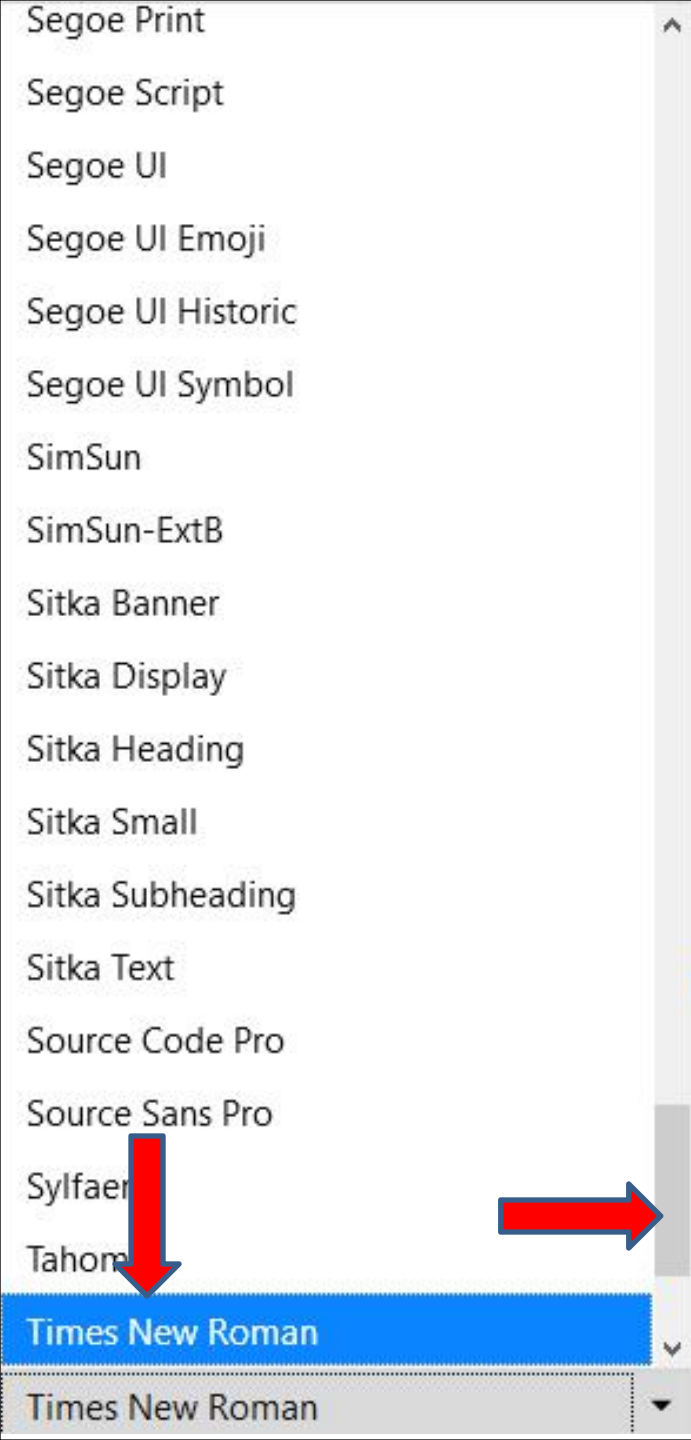 Segoe Print
Segoe Script
Segoe UI
Segoe UI Emoji
Segoe UI Historic
Segoe UI Symbol
SimSun
SimSun-ExtB
Sitka Banner
Sitka Display
Sitka Heading
Sitka Small
Sitka Subheading
Sitka Text
Source Code Pro
Source Sans Pro
Sylfaen
Tahoma
Times New Roman
Times New Roman